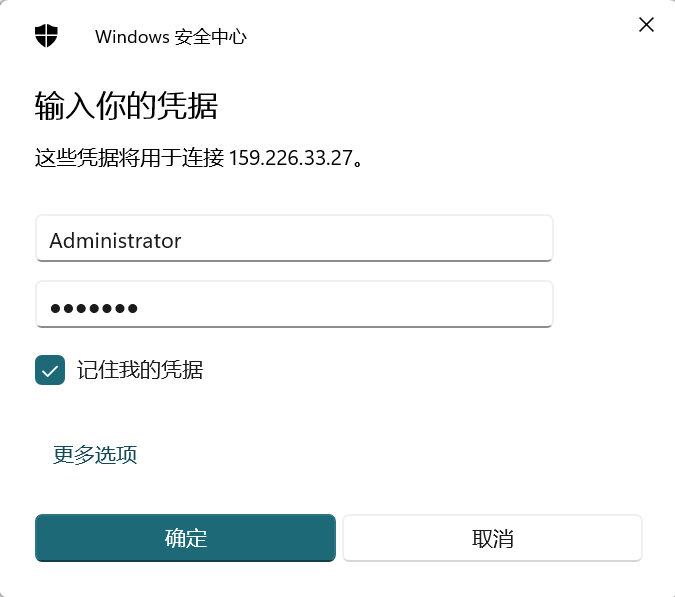 Windows 安全中心
输入你的凭据
这些凭据将用于连接 159.226.33.27。
Administrator
●●●●●●●
记住我的凭据
更多选项
确定
取消